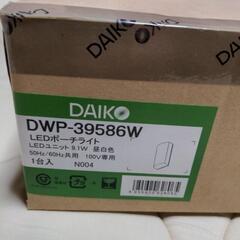 DAIKO
DWP-39586W
LEDポーチライト
LEDユニット 9.1W 昼白色
50Hz/60Hz共用 100V専用
1台入 N004